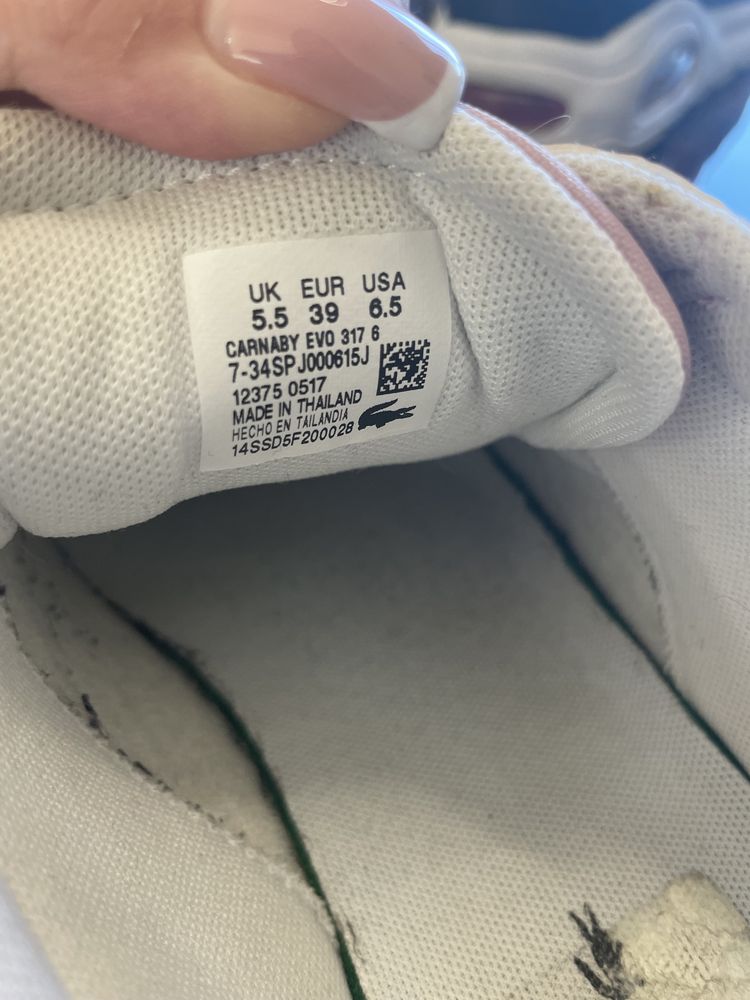 UK EUR USA
5.5 39 6.5
CARNABY EVO 317 6
7-34SPJ000615J
12375 0517
MADE IN THAILAND
HECHO EN TAILANDIA
14SSD5F200028